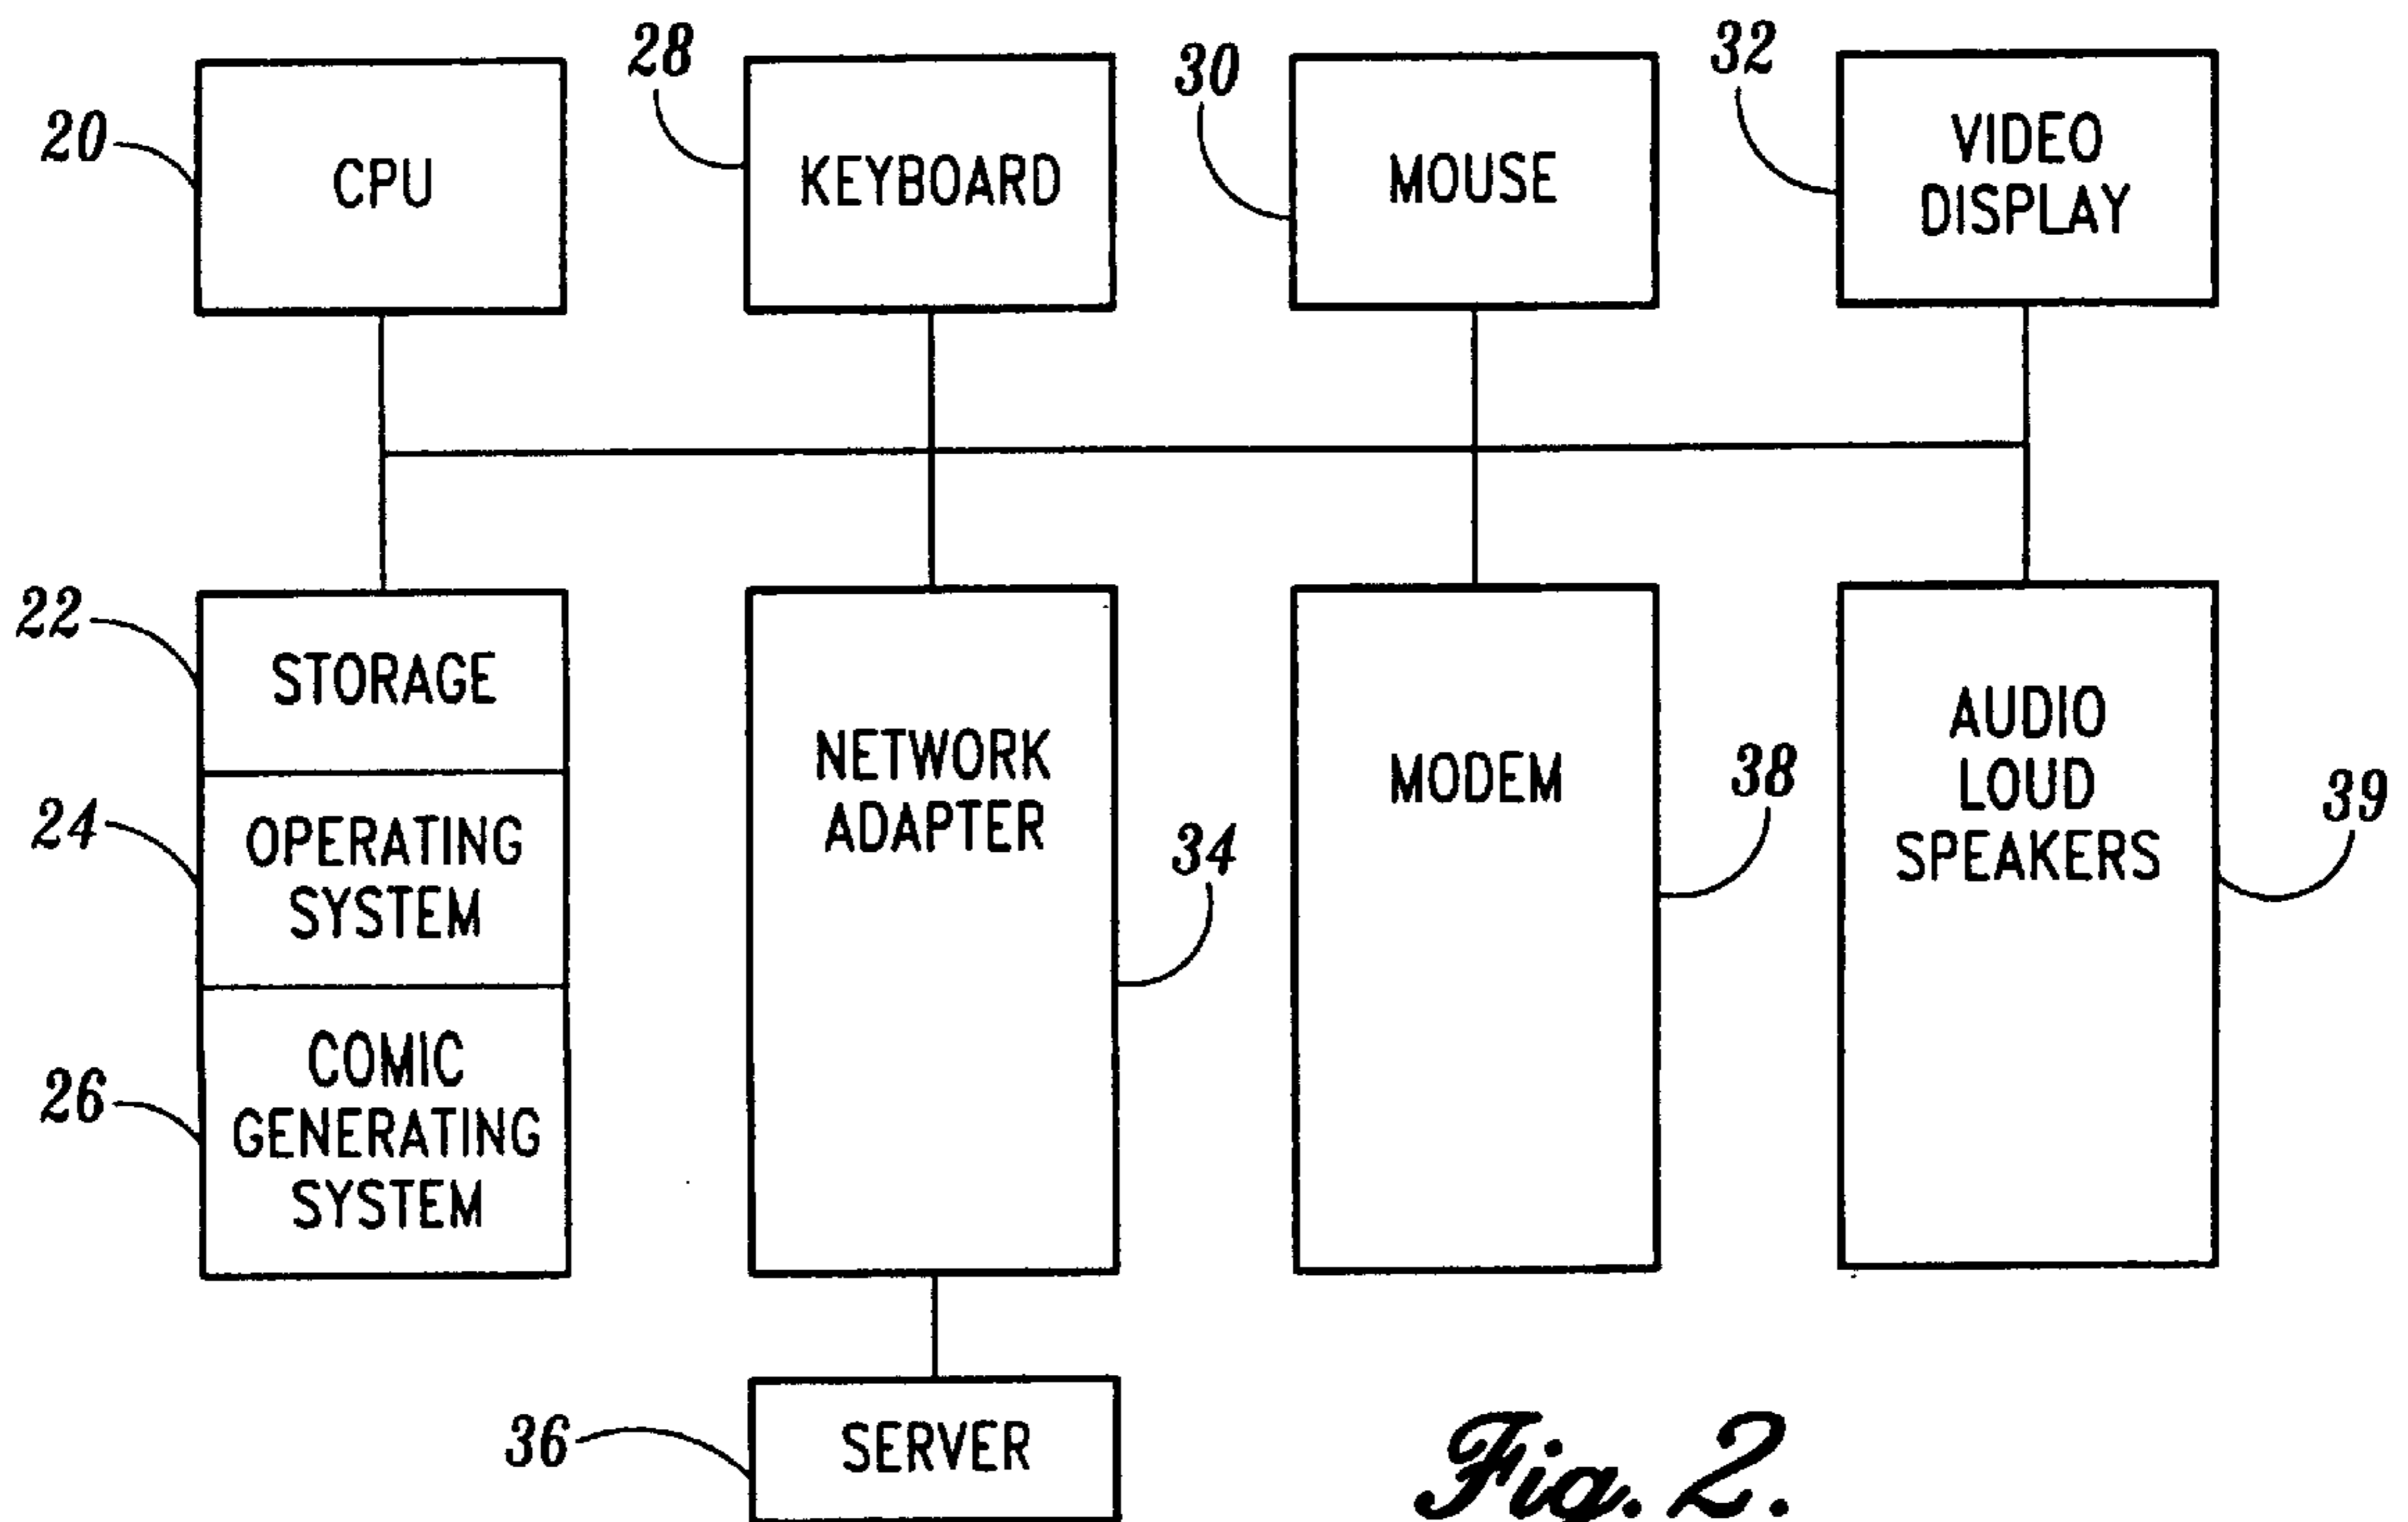 20
CPU
28
KEYBOARD
30
MOUSE
32
VIDEO
DISPLAY
22
STORAGE
24
OPERATING
SYSTEM
26
COMIC
GENERATING
SYSTEM
NETWORK
ADAPTER
34
MODEM
38
AUDIO
LOUD
SPEAKERS
39
36
SERVER
Fig. 2.